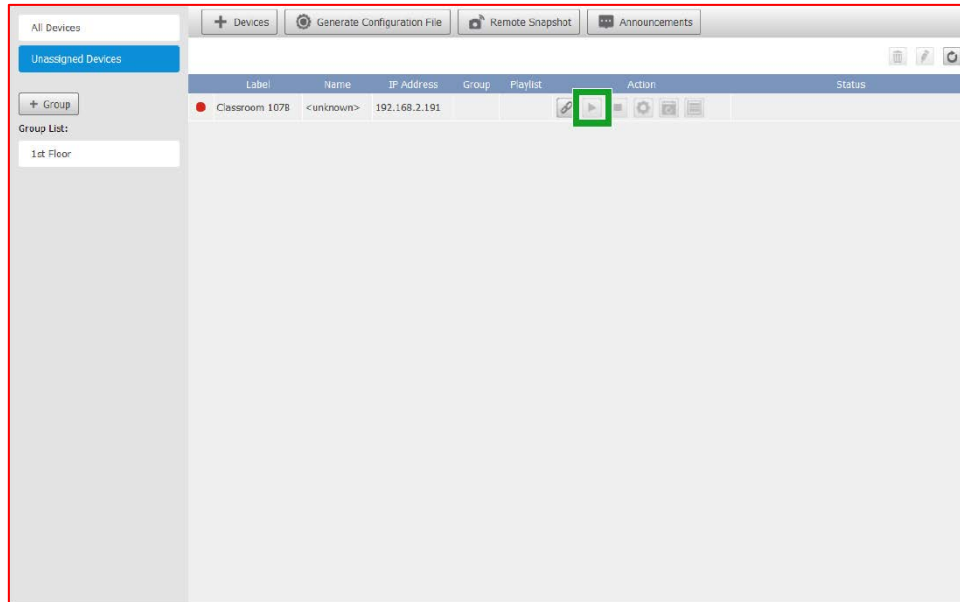 All Devices
Unassigned Devices
+ Group
Group List:
1st Floor
+ Devices
Generate Configuration File
Remote Snapshot
Announcements
Label Name IP Address Group Playlist Action Status
Classroom 1078 <unknown> 192.168.2.191